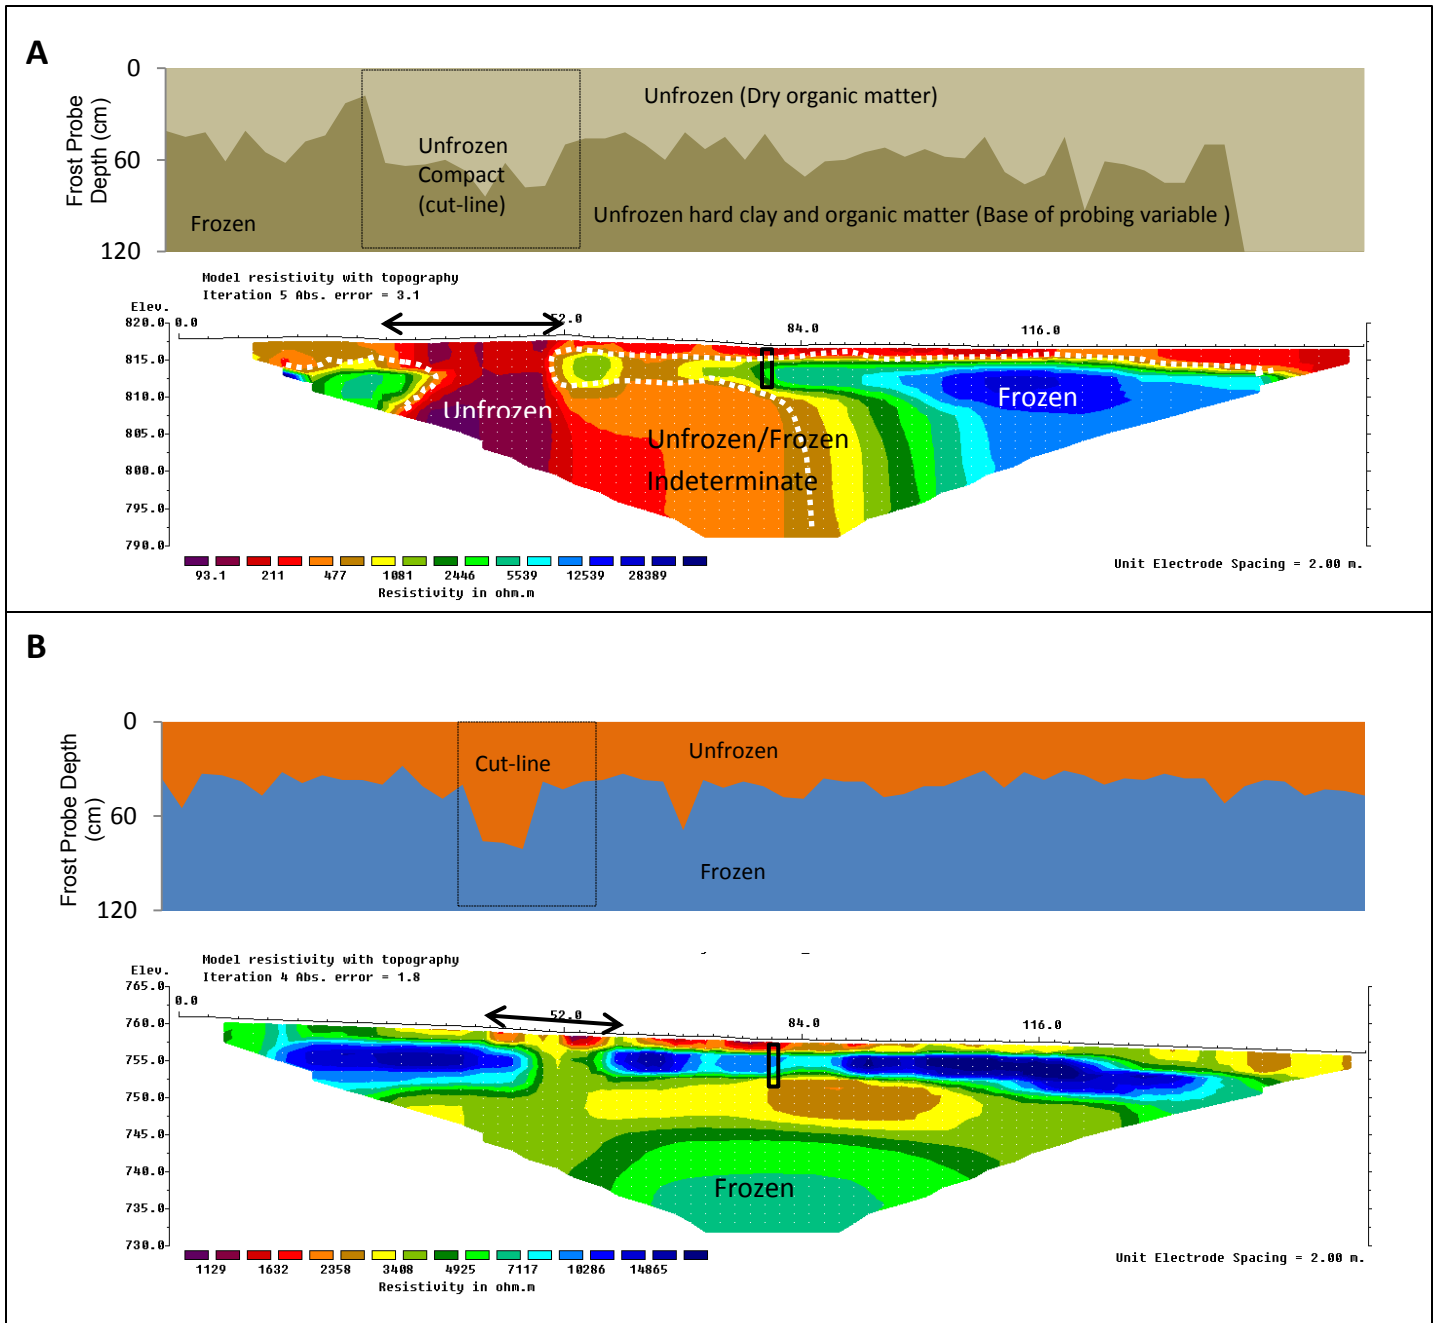 A
0
60
120
Frost Probe
Depth (cm)
Unfrozen (Dry organic matter)
Unfrozen
Compact
(cut-line)
Unfrozen hard clay and organic matter (Base of probing variable )
Frozen
Model resistivity with topography
Iteration 5 Abs. error = 3.1
Elev.
820.0
815.0
810.0
805.0
800.0
795.0
790.0
0.0
52.0
84.0
116.0
Unfrozen
Frozen
Unfrozen/Frozen
Indeterminate
93.1 211 477 1081 2446 5539 12539 28389
Resistivity in ohm.m
Unit Electrode Spacing = 2.00 m.
B
0
60
120
Frost Probe Depth
(cm)
Cut-line
Unfrozen
Frozen
Model resistivity with topography
Iteration 4 Abs. error = 1.8
Elev.
765.0
760.0
755.0
750.0
745.0
740.0
735.0
730.0
0.0
52.0
84.0
116.0
Frozen
1129 1632 2358 3408 4925 7117 10286 14865
Resistivity in ohm.m
Unit Electrode Spacing = 2.00 m.